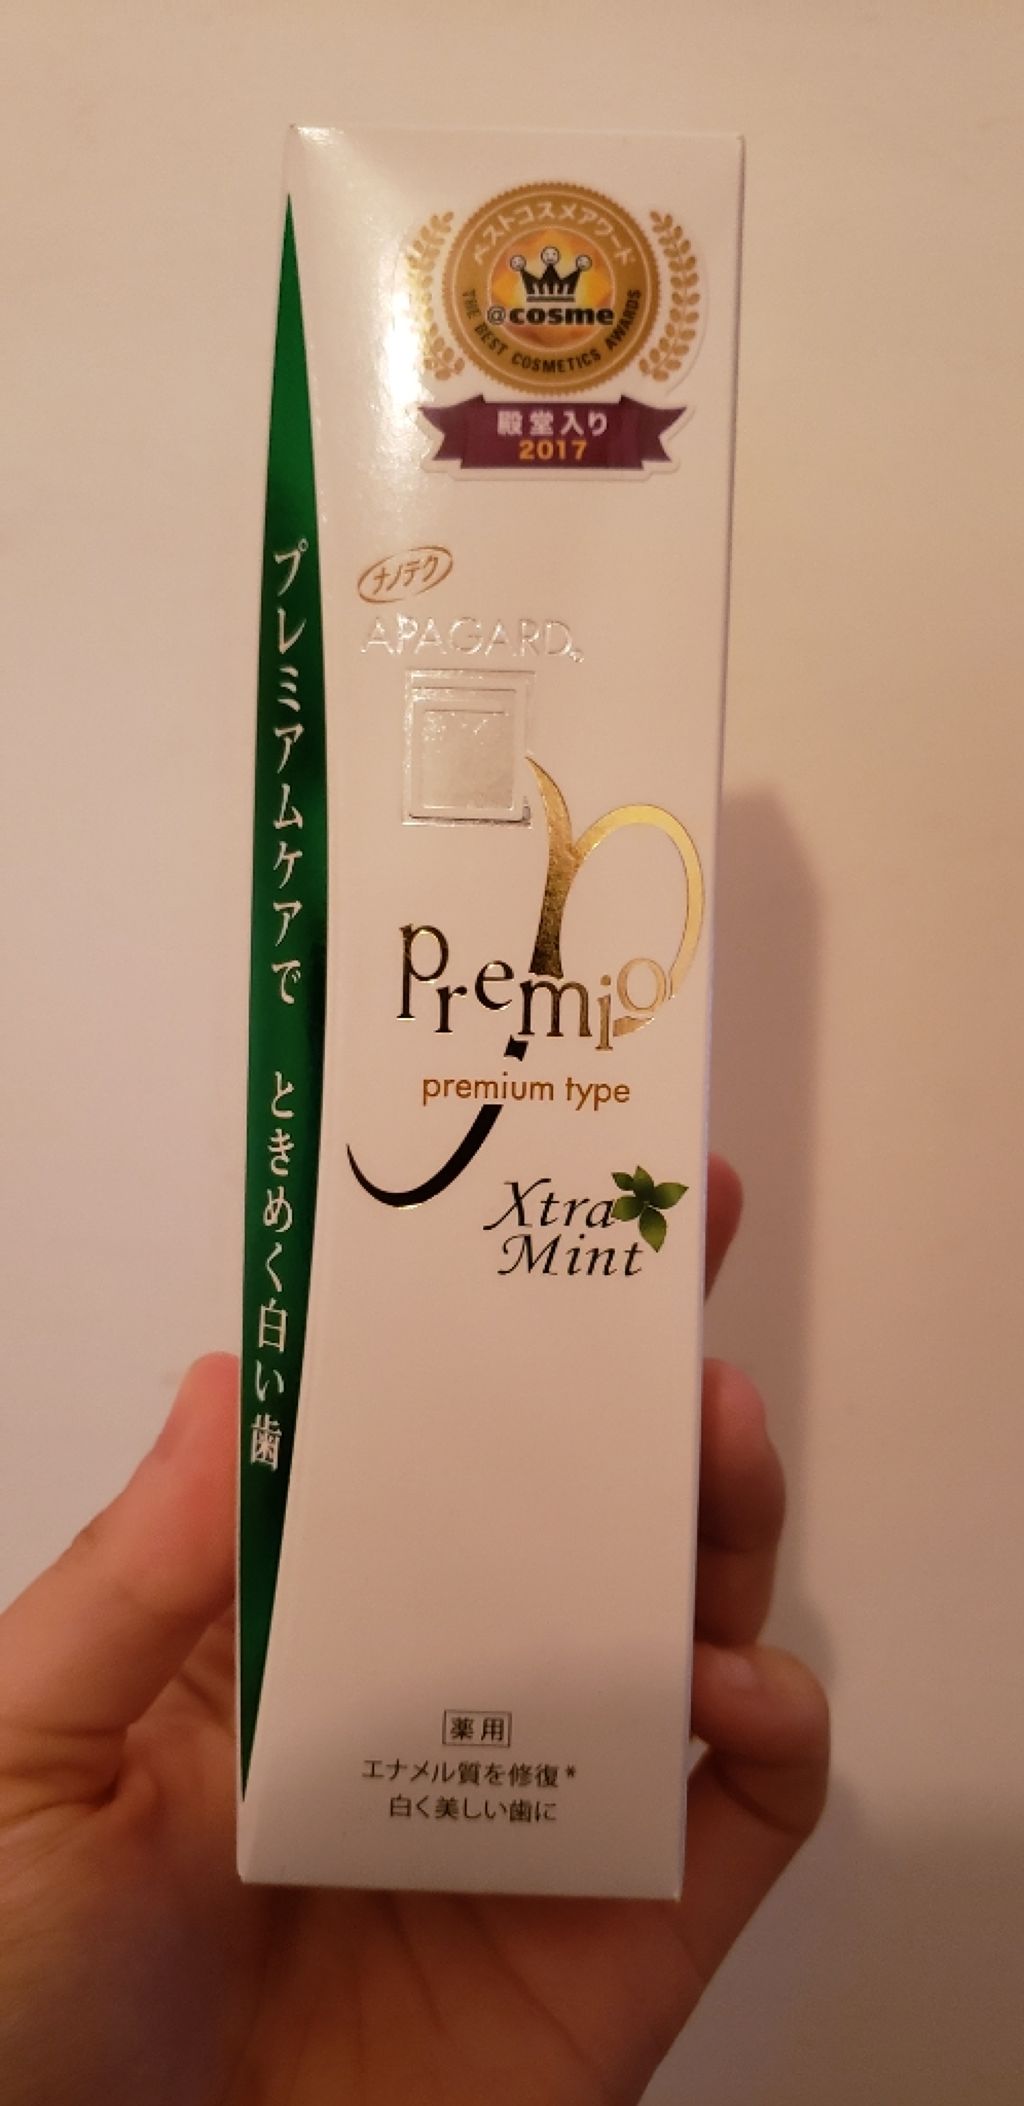 ベストコスメアワード
@cosme
THE BEST COSMETICS AWARDS
殿堂入り
2017
ナノテク
APAGARD
premio
premium type
Xtra
Mint
プレミアムケアで ときめく白い歯
薬用
エナメル質を修復*
白く美しい歯に